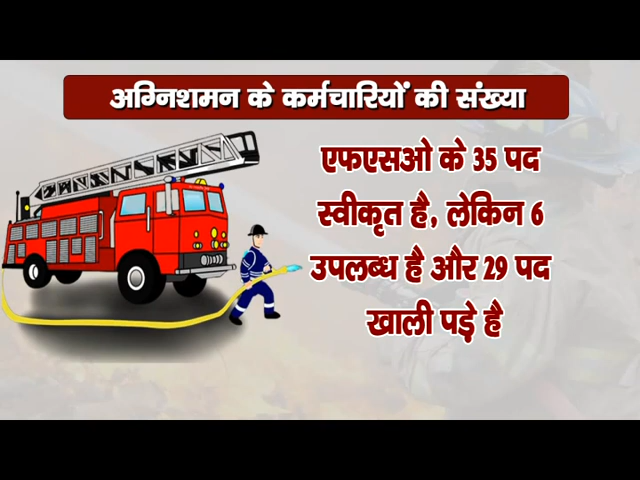 अग्निशमन के कर्मचारियों की संख्या
एफएसओ के 35 पद
स्वीकृत है, लेकिन 6
उपलब्ध है और 29 पद
खाली पड़े है